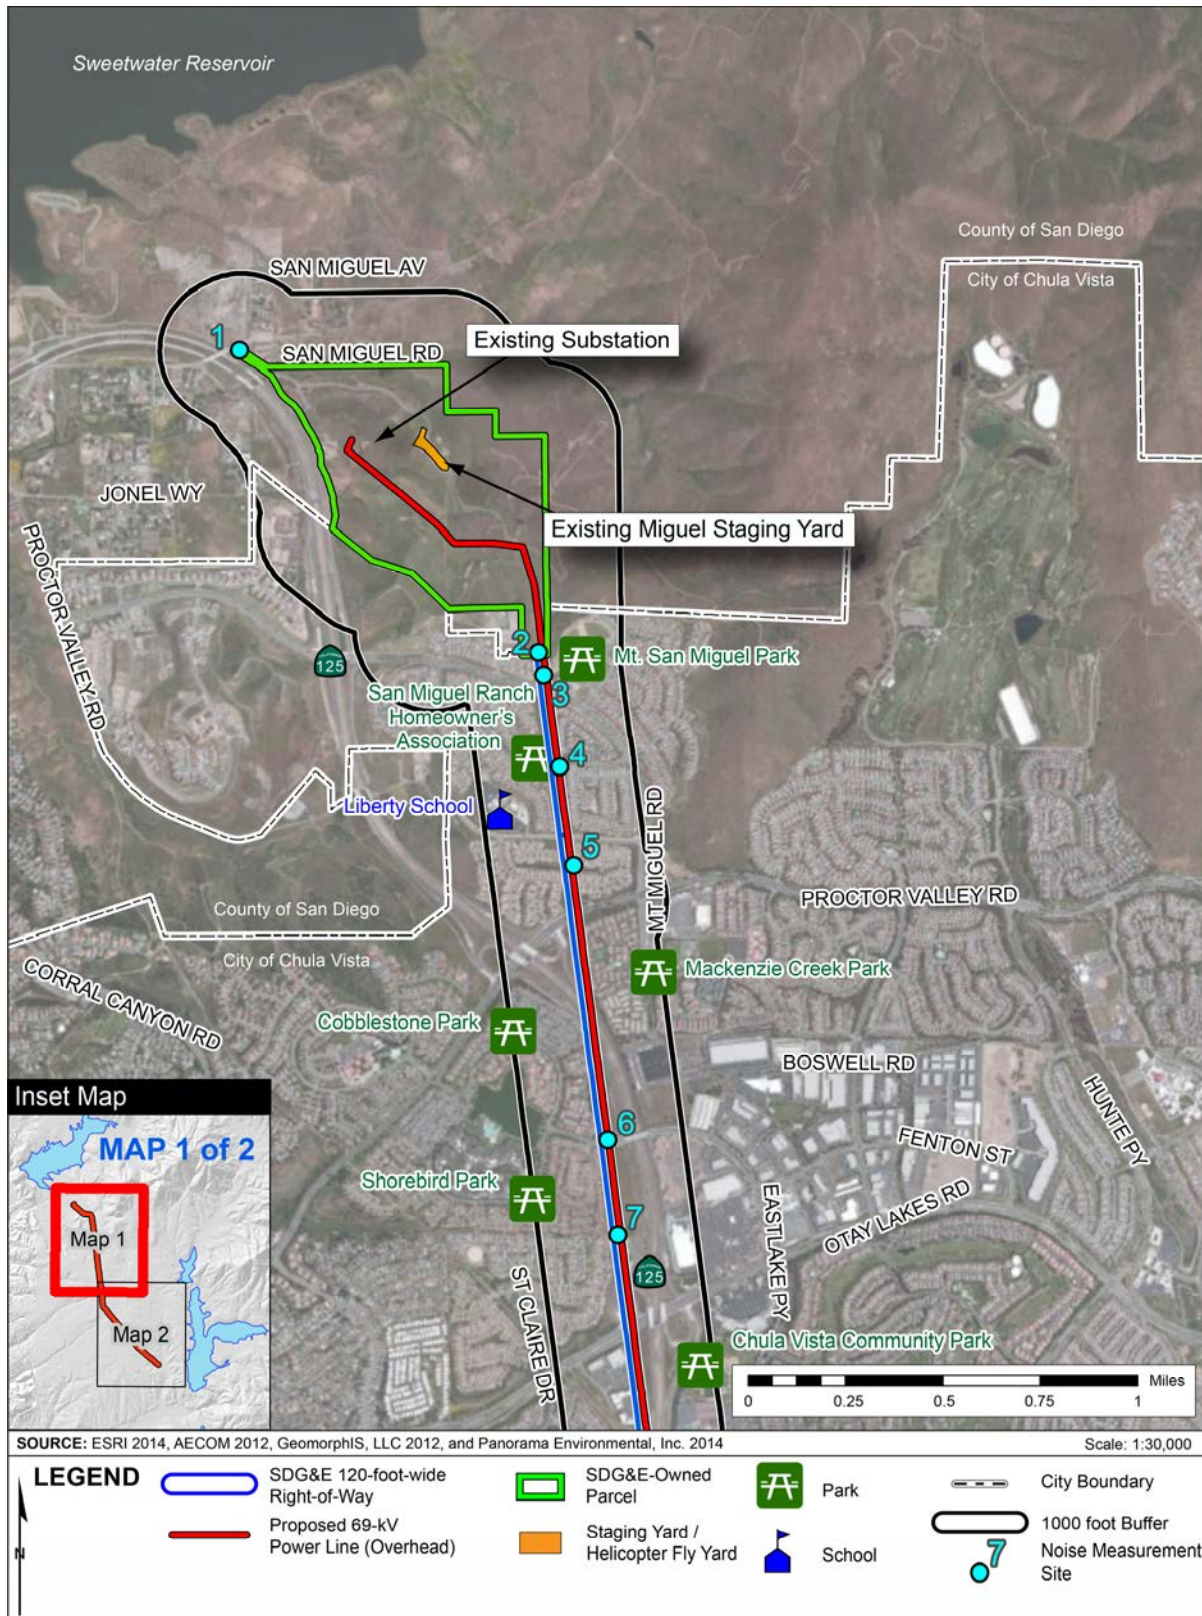 Sweetwater Reservoir
County of San Diego
City of Chula Vista
SAN MIGUEL AV
1
SAN MIGUEL RD
Existing Substation
JONEL WY
Existing Miguel Staging Yard
PROCTOR VALLEY RD
2
Mt. San Miguel Park
CALIFORNIA
125
3
San Miguel Ranch
Homeowner's
Association
4
Liberty School
5
MT MIGUEL RD
PROCTOR VALLEY RD
County of San Diego
City of Chula Vista
CORRAL CANYON RD
Mackenzie Creek Park
Cobblestone Park
BOSWELL RD
HUNTE PY
6
FENTON ST
Shorebird Park
EASTLAKE PY
OTAY LAKES RD
7
CALIFORNIA
125
ST CLAIRE DR
Chula Vista Community Park
Inset Map
MAP 1 of 2
Map 1
Map 2
Miles
0 0.25 0.5 0.75 1
SOURCE: ESRI 2014, AECOM 2012, GeomorphIS, LLC 2012, and Panorama Environmental, Inc. 2014
Scale: 1:30,000
LEGEND
N
SDG&E 120-foot-wide
Right-of-Way
Proposed 69-kV
Power Line (Overhead)
SDG&E-Owned
Parcel
Staging Yard /
Helicopter Fly Yard
Park
School
City Boundary
1000 foot Buffer
7
Noise Measurement
Site